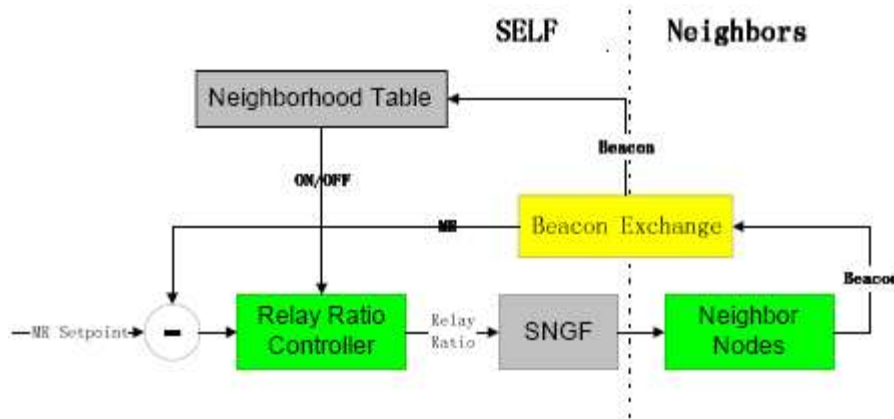 SELF
Neighbors
Neighborhood Table
Beacon
ON/OFF
MR
Beacon Exchange
Beacon
MR Setpoint
-
Relay Ratio
Controller
Relay
Ratio
SNGF
Neighbor
Nodes